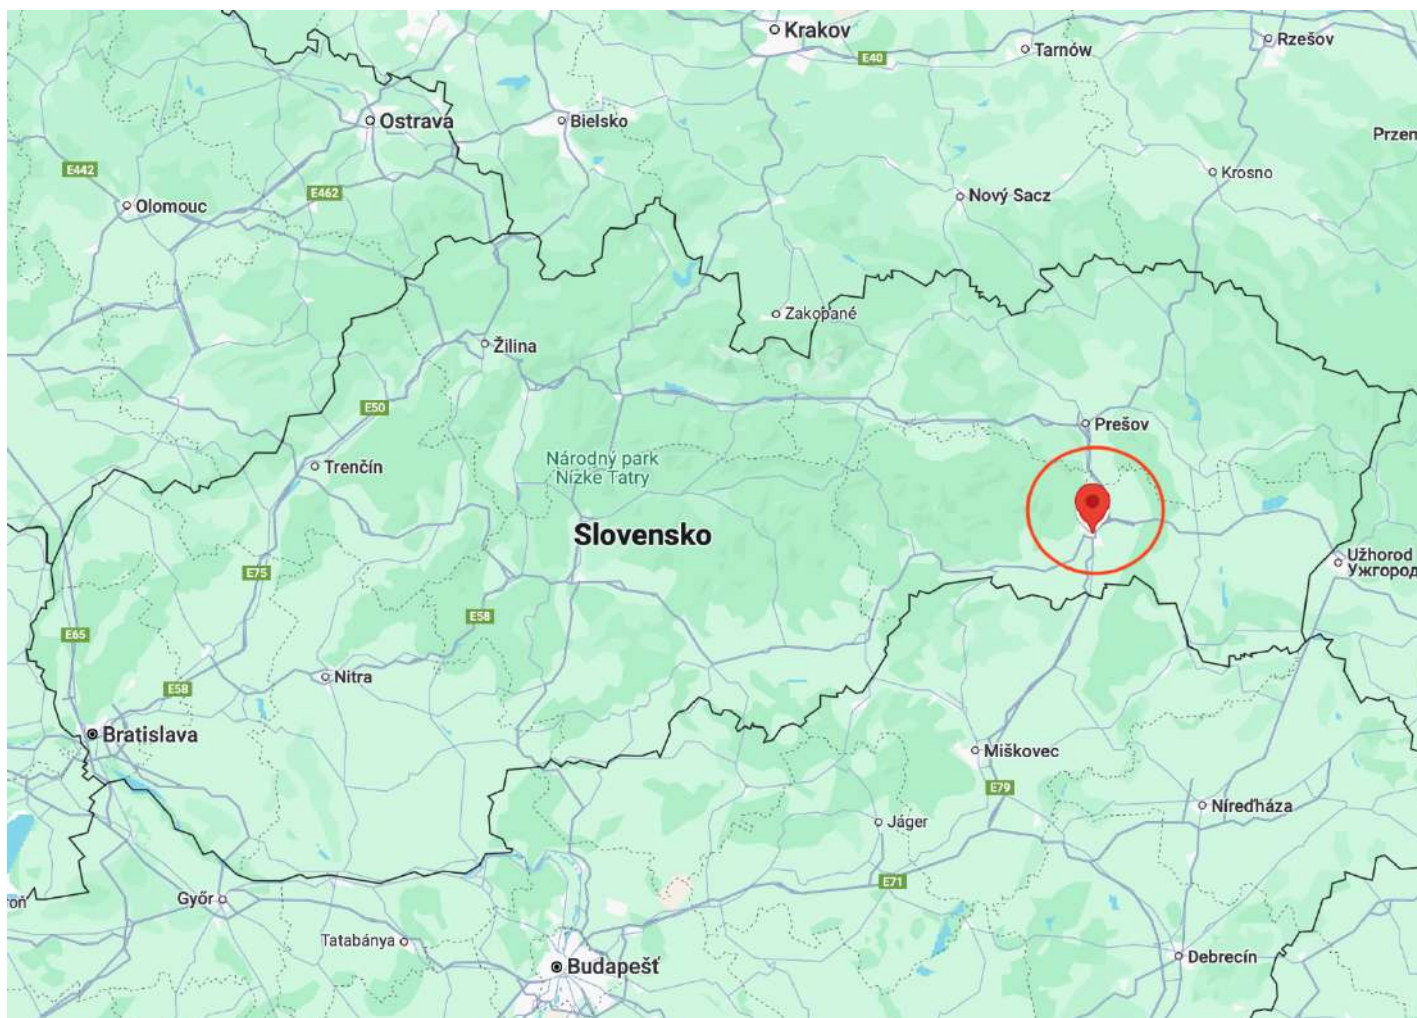 Krakov
Tarnów
Rzešov
E40
Ostrava
Bielsko
Przen
E442
Krosno
E462
Nový Sacz
Olomouc
Zakopané
Žilina
E50
Prešov
Trenčín
Národný park
Nízke Tatry
Slovensko
Užhorod
Ужгород
E75
E58
E65
Nitra
E58
Bratislava
Miškovec
E79
Níreďháza
Jáger
E71
Győr
roň
Tatabánya
Debrecín
Budapešť